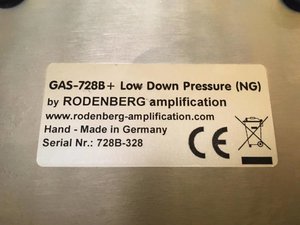 GAS-728B+ Low Down Pressure (NG)
by RODENBERG amplification
www.rodenberg-amplification.com
Hand - Made in Germany
Serial Nr.: 728B-328
CE